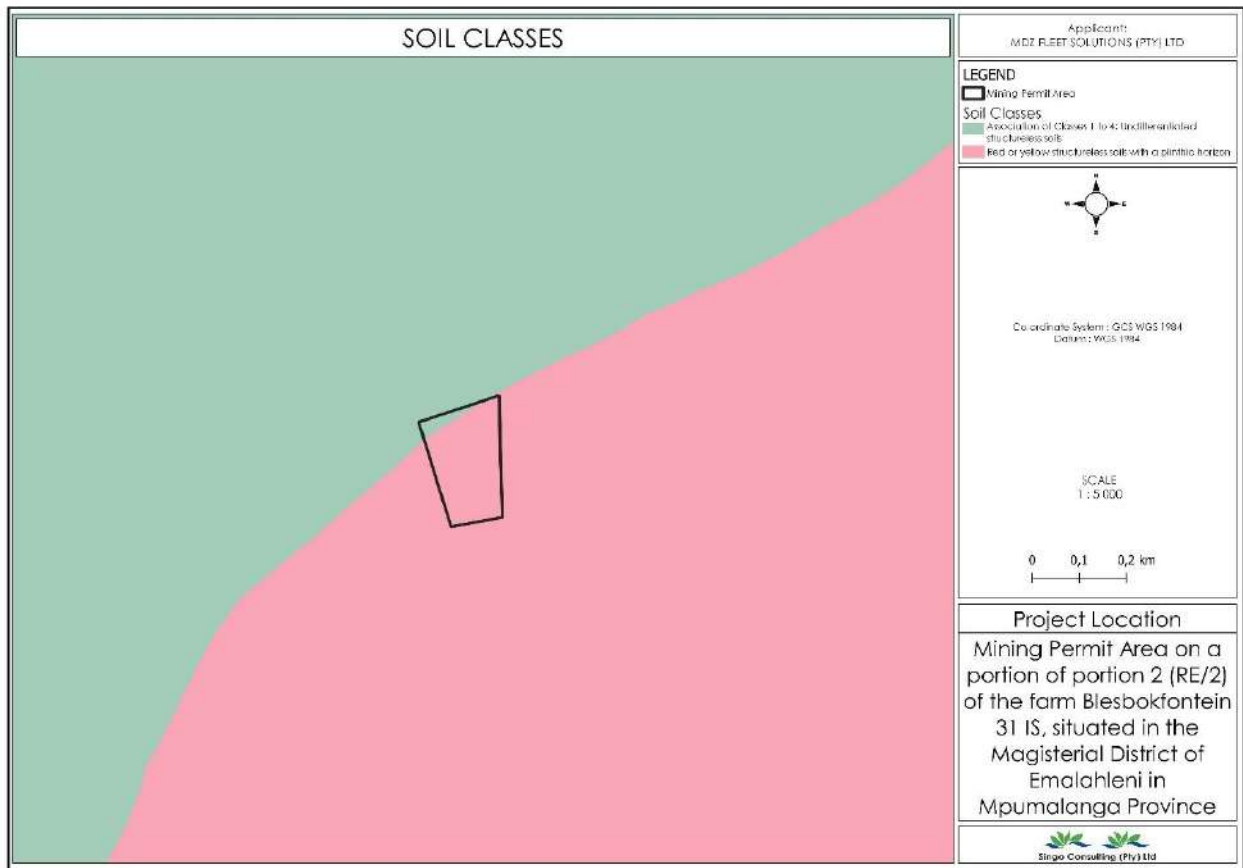 SOIL CLASSES
Applicant:
MDZ FLEET SOLUTIONS (PTY) LTD
LEGEND
Mining Permit Area
Soil Classes
Association of Classes 1 to 4: Undifferentiated
structureless soils
Red or yellow structureless soils with a plinthic horizon
N
W
E
S
Co-ordinate System : GCS WGS 1984
Datum : WGS 1984
SCALE
1 : 5 000
0 0,1 0,2 km
Project Location
Mining Permit Area on a
portion of portion 2 (RE/2)
of the farm Blesbokfontein
31 IS, situated in the
Magisterial District of
Emalahleni in
Mpumalanga Province
Singo Consulting (Pty) Ltd